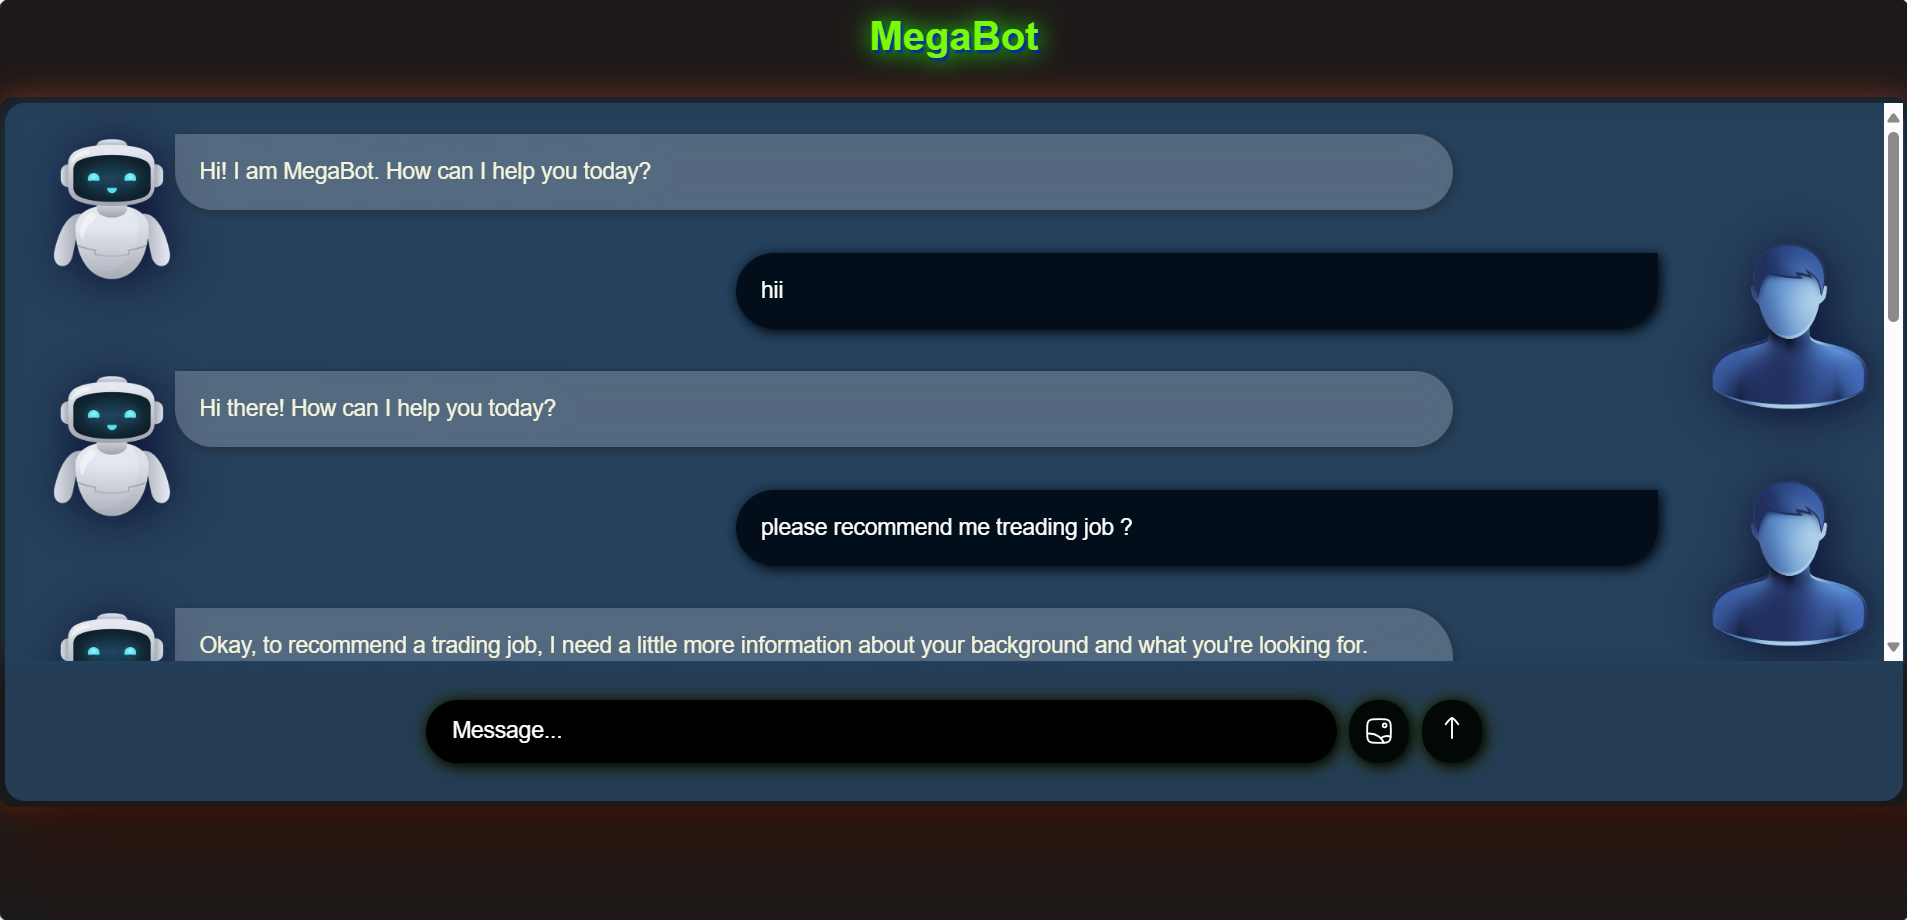 MegaBot
Hi! I am MegaBot. How can I help you today?
hii
Hi there! How can I help you today?
please recommend me treading job ?
Okay, to recommend a trading job, I need a little more information about your background and what you're looking for.
Message...